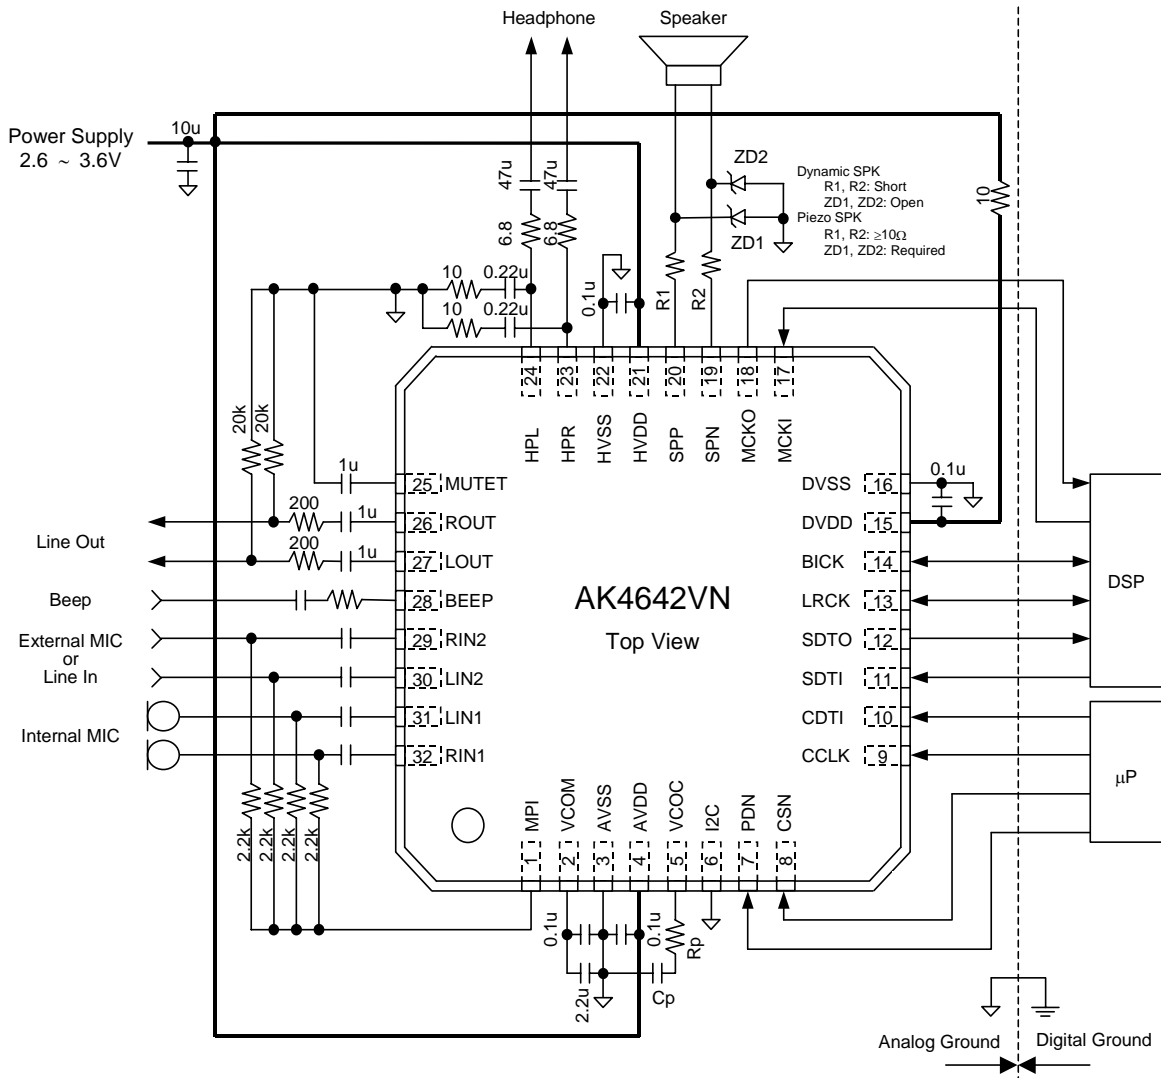 Headphone
Speaker
Power Supply
2.6 ~ 3.6V
10u
47u
47u
6.8
6.8
ZD2
ZD1
Dynamic SPK
R1, R2: Short
ZD1, ZD2: Open
Piezo SPK
R1, R2: ≥10Ω
ZD1, ZD2: Required
10
10
0.22u
10
0.22u
0.1u
R1
R2
24
23
22
21
20
19
18
17
HPL
HPR
HVSS
HVDD
SPP
SPN
MCKO
MCKI
20k
20k
1u
25
MUTET
200
1u
26
ROUT
200
1u
27
LOUT
28
BEEP
29
RIN2
30
LIN2
31
LIN1
32
RIN1
Line Out
Beep
External MIC
or
Line In
Internal MIC
AK4642VN
Top View
DVSS
16
0.1u
DVDD
15
BICK
14
LRCK
13
SDTO
12
SDTI
11
CDTI
10
CCLK
9
DSP
μP
2.2k
2.2k
2.2k
2.2k
MPI
VCOM
AVSS
AVDD
VCOC
I2C
PDN
CSN
1
2
3
4
5
6
7
8
0.1u
0.1u
Rp
2.2u
Cp
Analog Ground
Digital Ground